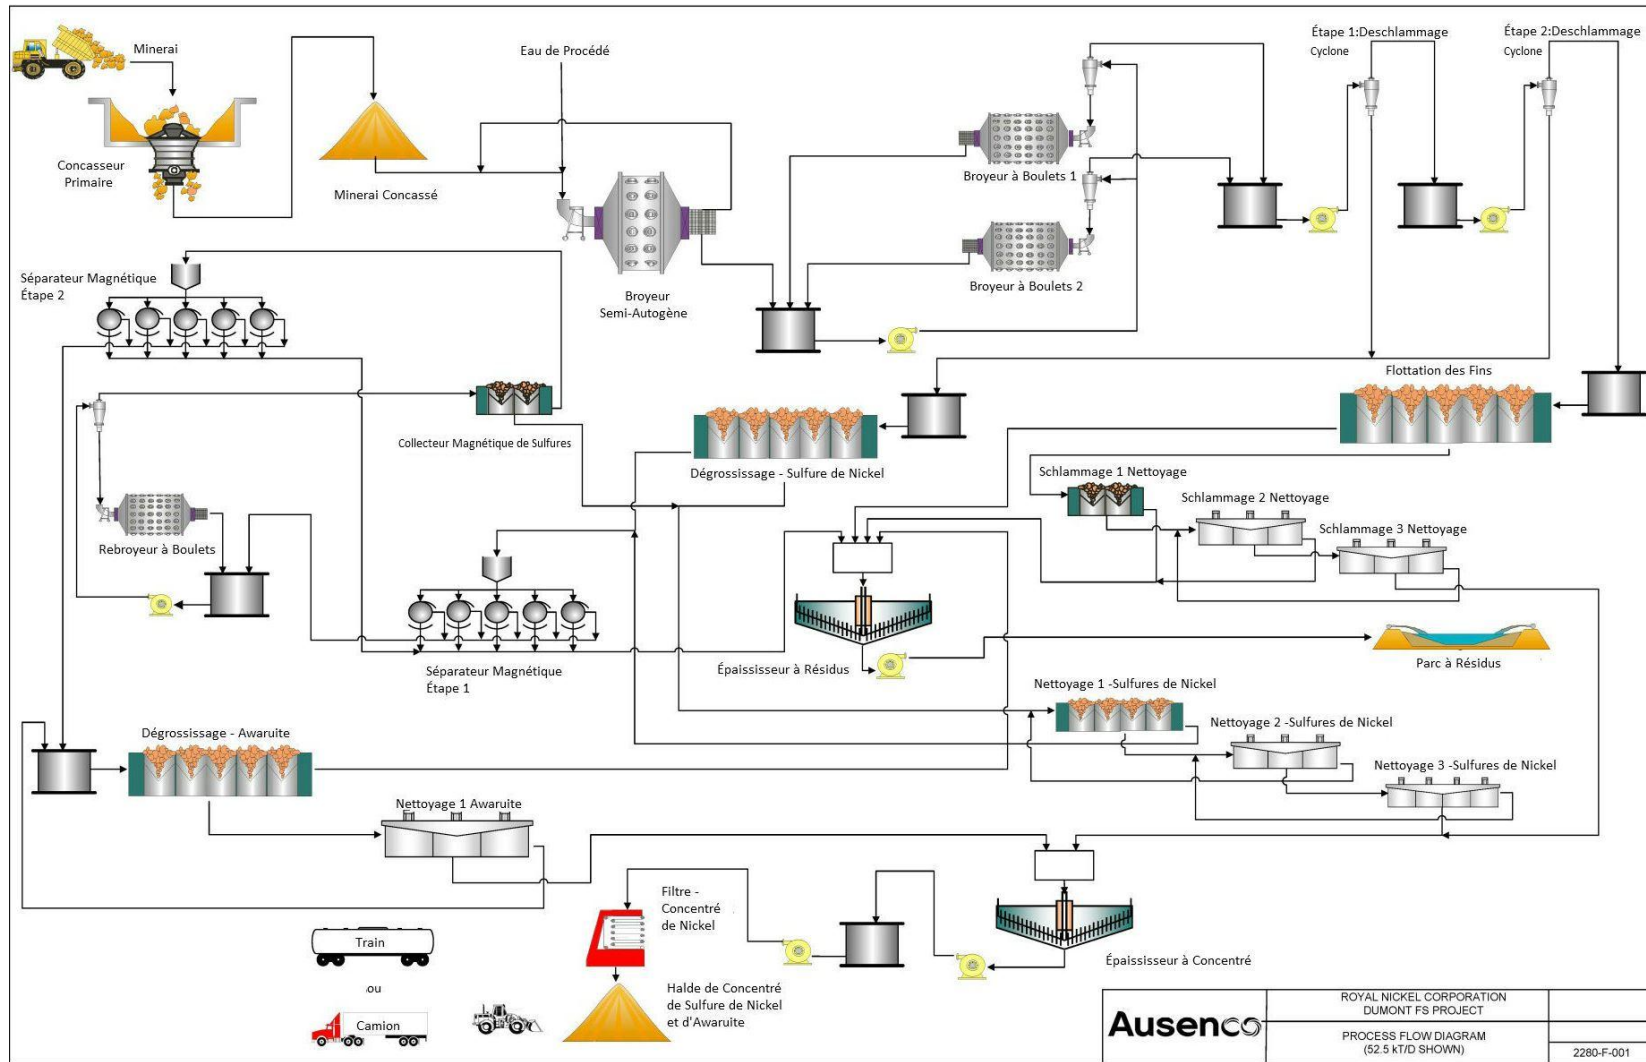 Minerai
Eau de Procédé
Étape 1:Deschlammage
Cyclone
Étape 2:Deschlammage
Cyclone
Concasseur
Primaire
Minerai Concassé
Broyeur à Boulets 1
Broyeur à Boulets 2
Séparateur Magnétique
Étape 2
Broyeur
Semi-Autogène
Flottation des Fins
Collecteur Magnétique de Sulfures
Dégrossissage - Sulfure de Nickel
Schlammage 1 Nettoyage
Schlammage 2 Nettoyage
Schlammage 3 Nettoyage
Rebroyeur à Boulets
Séparateur Magnétique
Étape 1
Épaississeur à Résidus
Parc à Résidus
Nettoyage 1 -Sulfures de Nickel
Nettoyage 2 -Sulfures de Nickel
Nettoyage 3 -Sulfures de Nickel
Dégrossissage - Awaruite
Nettoyage 1 Awaruite
Filtre -
Concentré
de Nickel
Train
ou
Camion
Halde de Concentré
de Sulfure de Nickel
et d'Awaruite
Épaississeur à Concentré
Ausenco
ROYAL NICKEL CORPORATION
DUMONT FS PROJECT
PROCESS FLOW DIAGRAM
(52.5 kT/D SHOWN)
2280-F-001